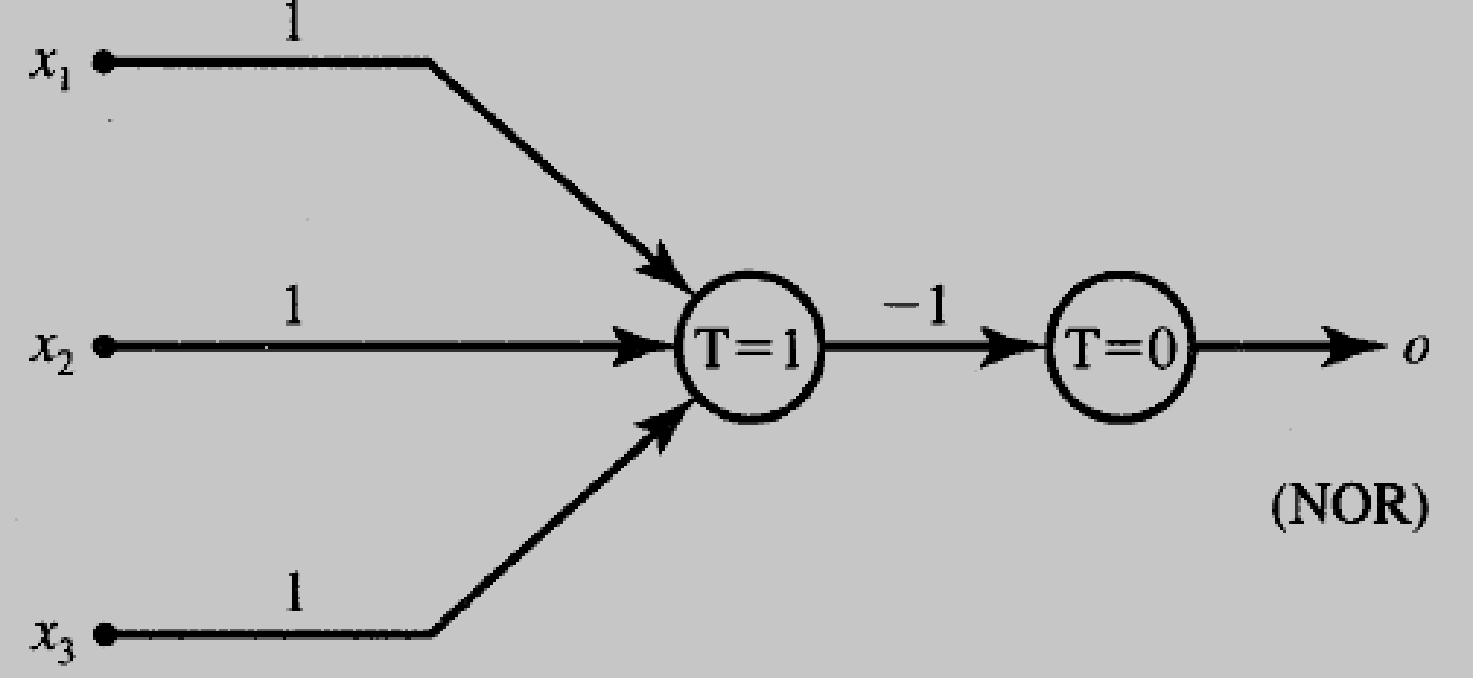 1
x₁
1
x₂
T=1
−1
T=0
o
(NOR)
1
x₃